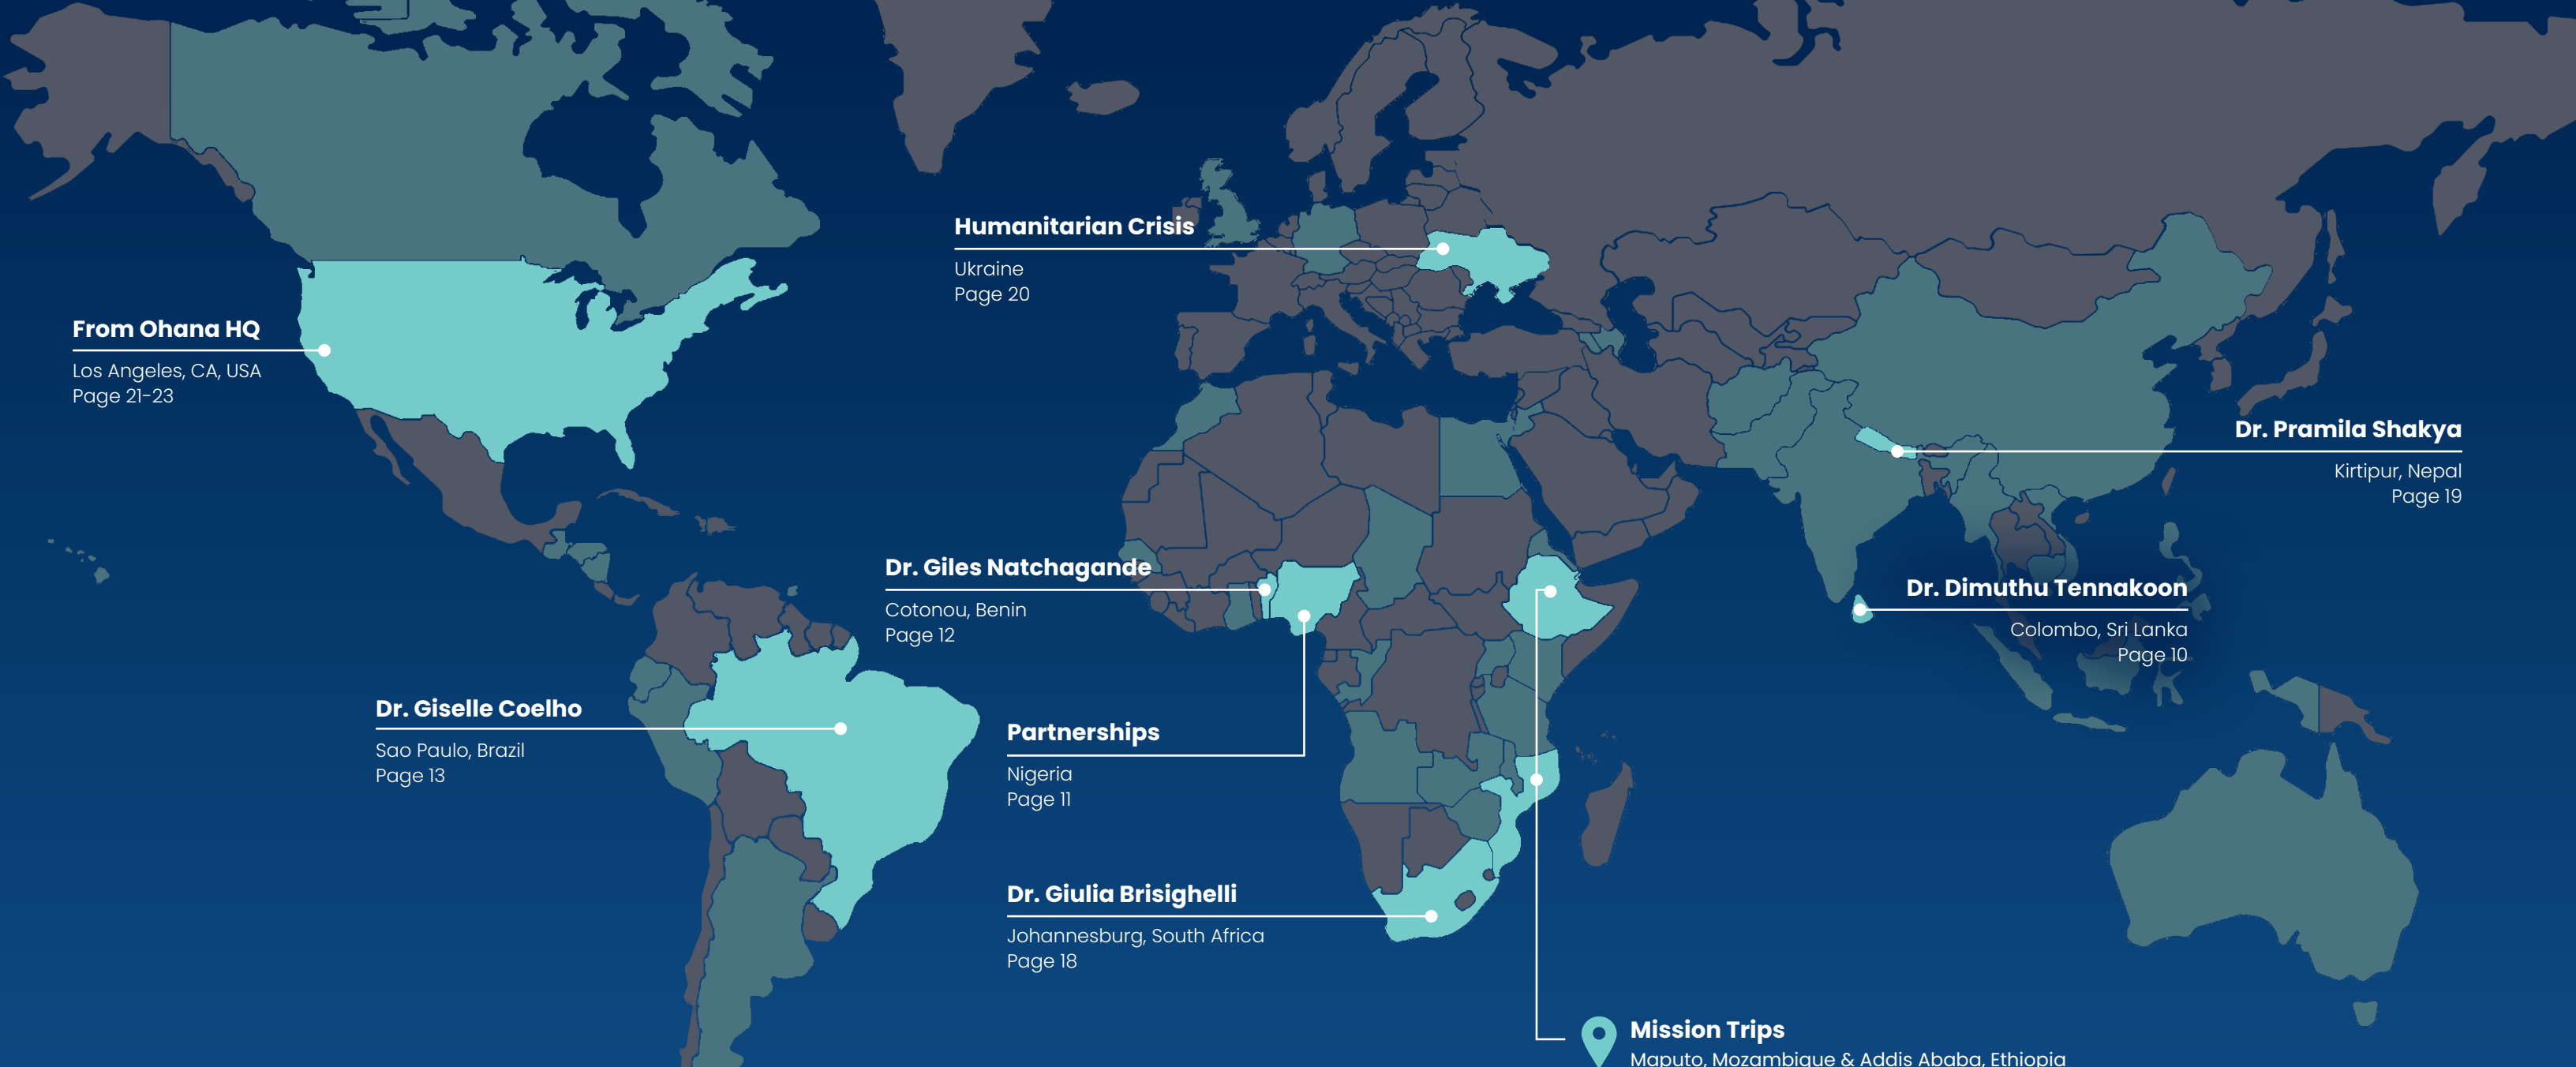 Humanitarian Crisis
Ukraine
Page 20
From Ohana HQ
Los Angeles, CA, USA
Page 21-23
Dr. Pramila Shakya
Kirtipur, Nepal
Page 19
Dr. Giles Natchagande
Cotonou, Benin
Page 12
Dr. Dimuthu Tennakoon
Colombo, Sri Lanka
Page 10
Dr. Giselle Coelho
Sao Paulo, Brazil
Page 13
Partnerships
Nigeria
Page 11
Dr. Giulia Brisighelli
Johannesburg, South Africa
Page 18
Mission Trips
Maputo, Mozambique & Addis Ababa, Ethiopia